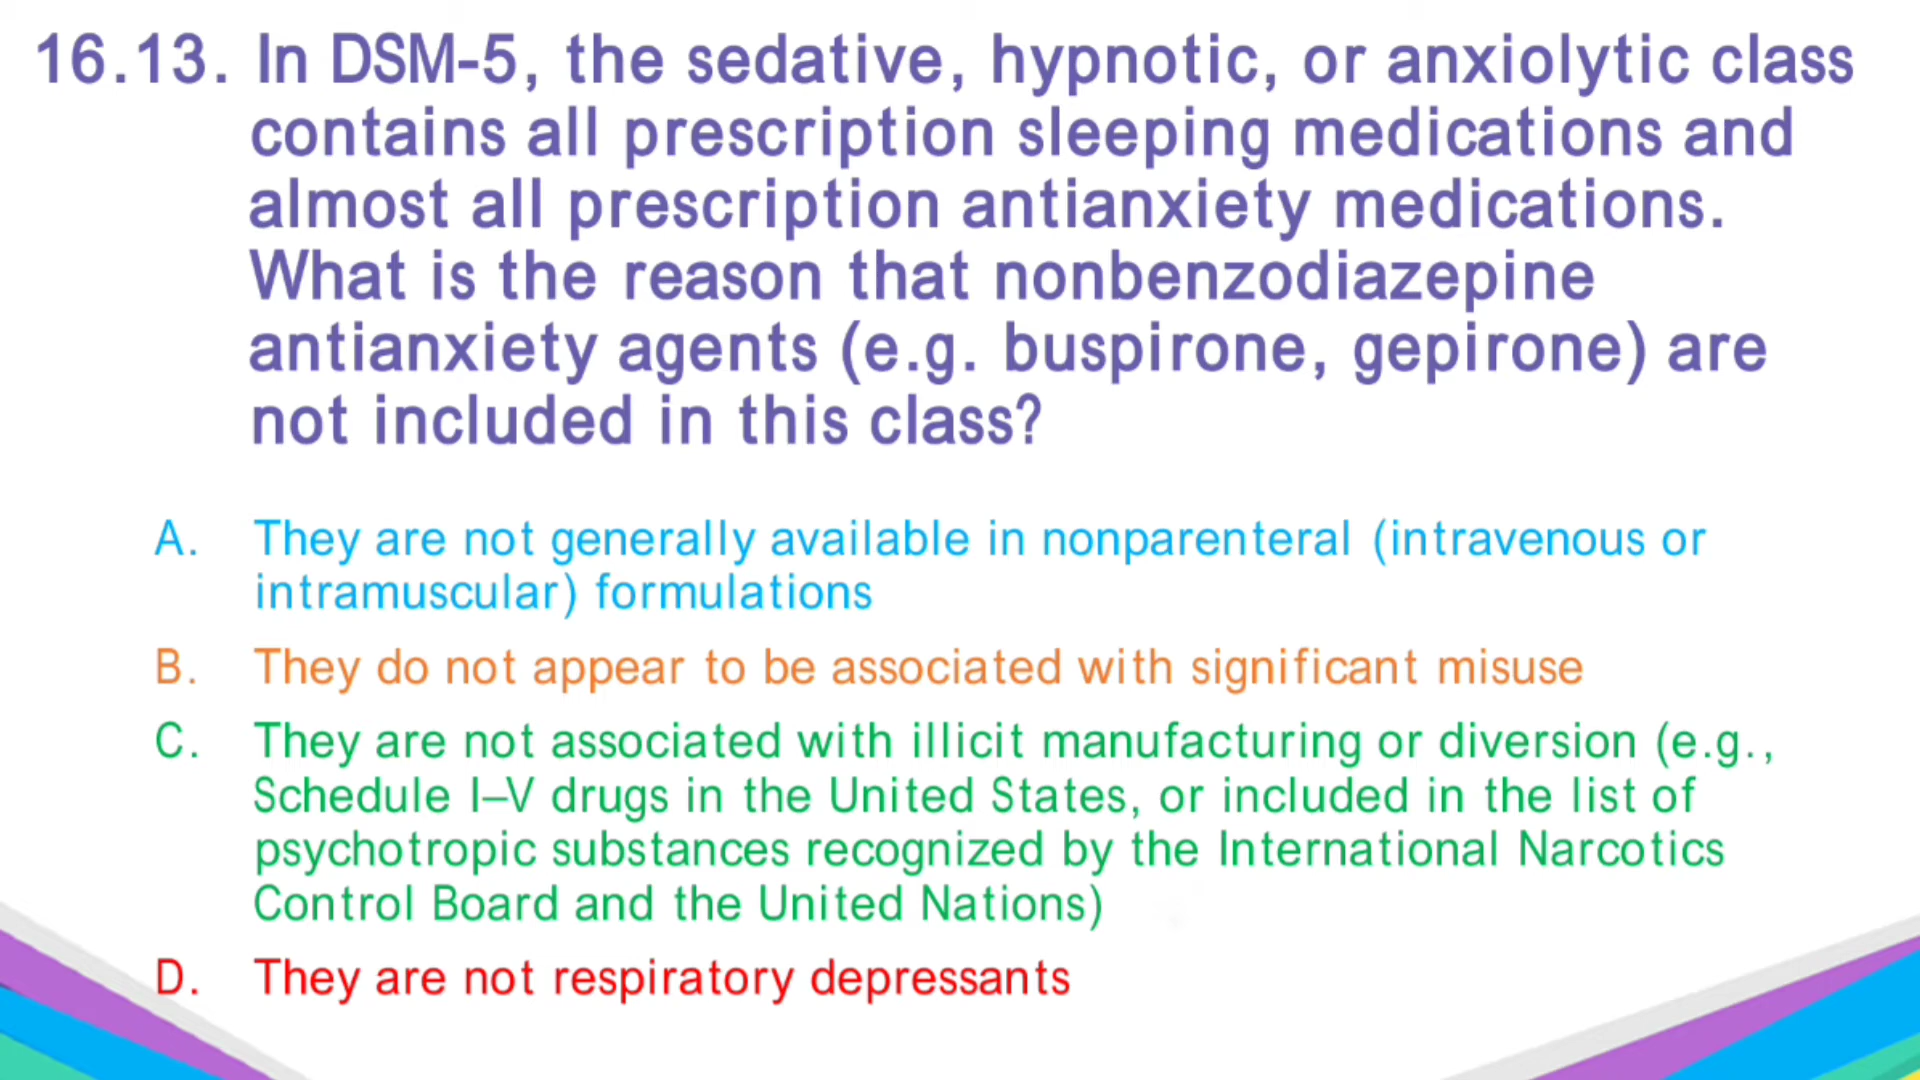 16.13. In DSM-5, the sedative, hypnotic, or anxiolytic class
contains all prescription sleeping medications and
almost all prescription antianxiety medications.
What is the reason that nonbenzodiazepine
antianxiety agents (e.g. buspirone, gepirone) are
not included in this class?
A. They are not generally available in nonparenteral (intravenous or
intramuscular) formulations
B. They do not appear to be associated with significant misuse
C. They are not associated with illicit manufacturing or diversion (e.g.,
Schedule I–V drugs in the United States, or included in the list of
psychotropic substances recognized by the International Narcotics
Control Board and the United Nations)
D. They are not respiratory depressants